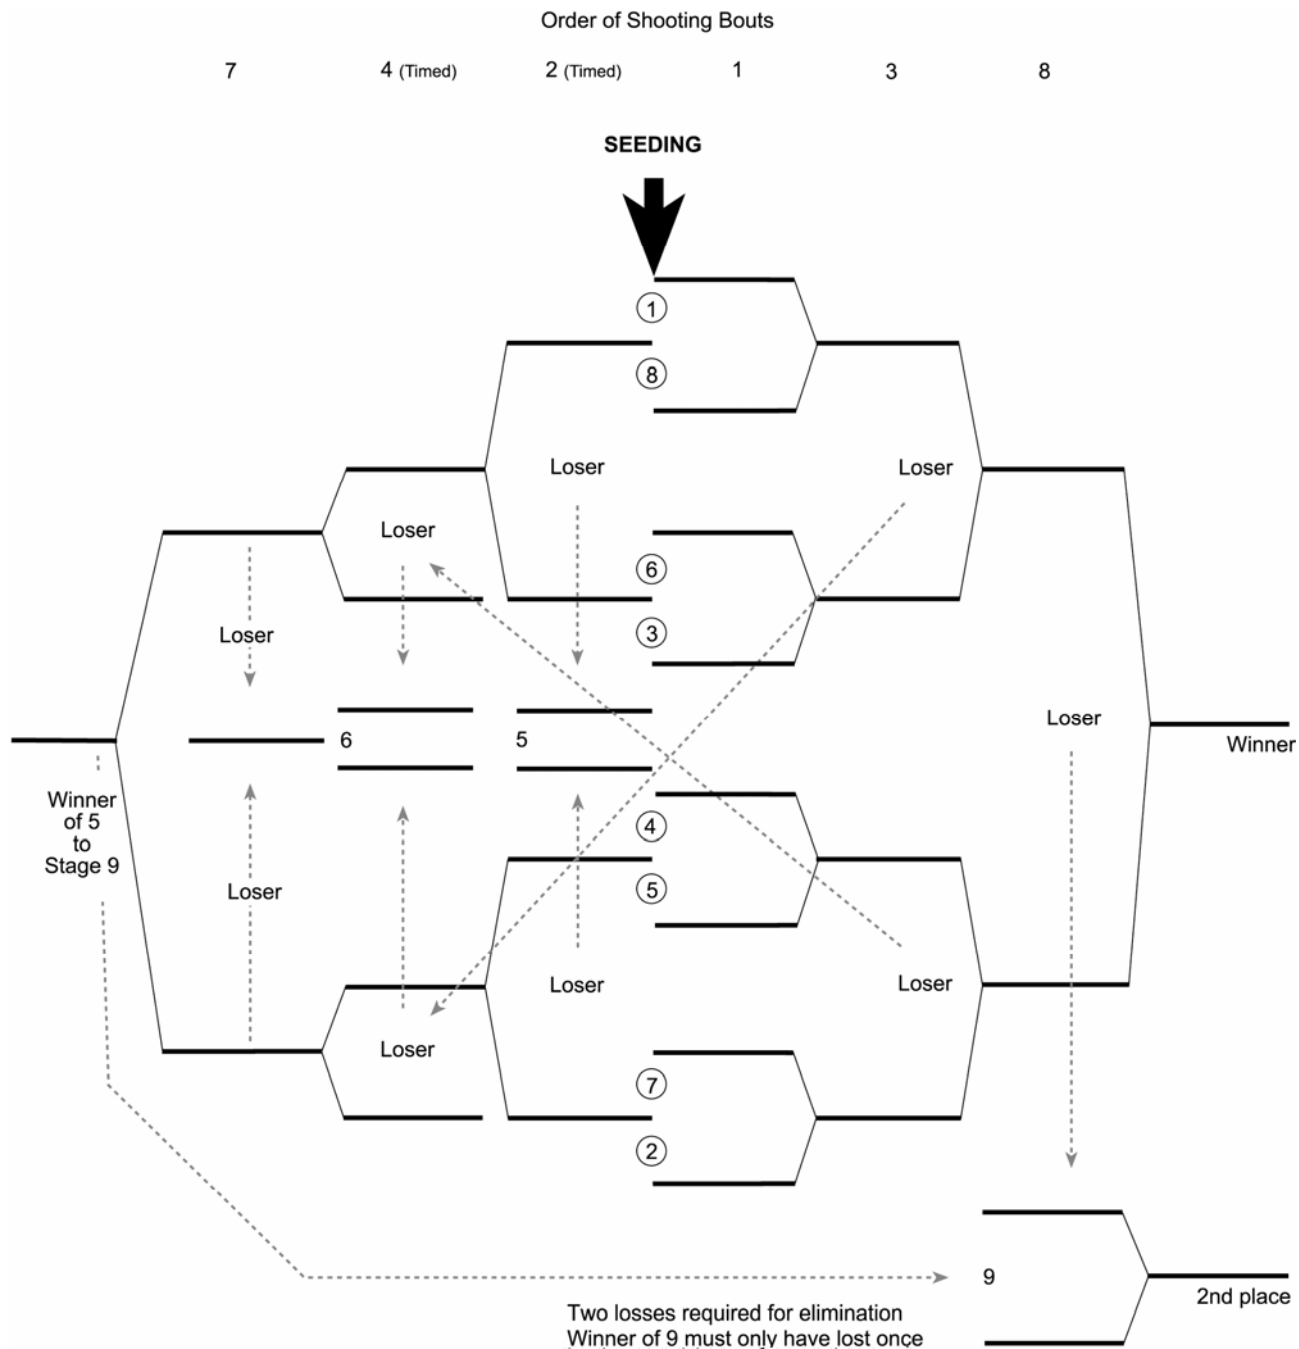 Order of Shooting Bouts
7 4 (Timed) 2 (Timed) 1 3 8
SEEDING
1
8
Loser
Loser
Loser
6
3
Loser
6
5
Loser
Winner
Winner
of 5
to
Stage 9
4
5
Loser
Loser
Loser
Loser
7
2
9
2nd place
Two losses required for elimination
Winner of 9 must only have lost once